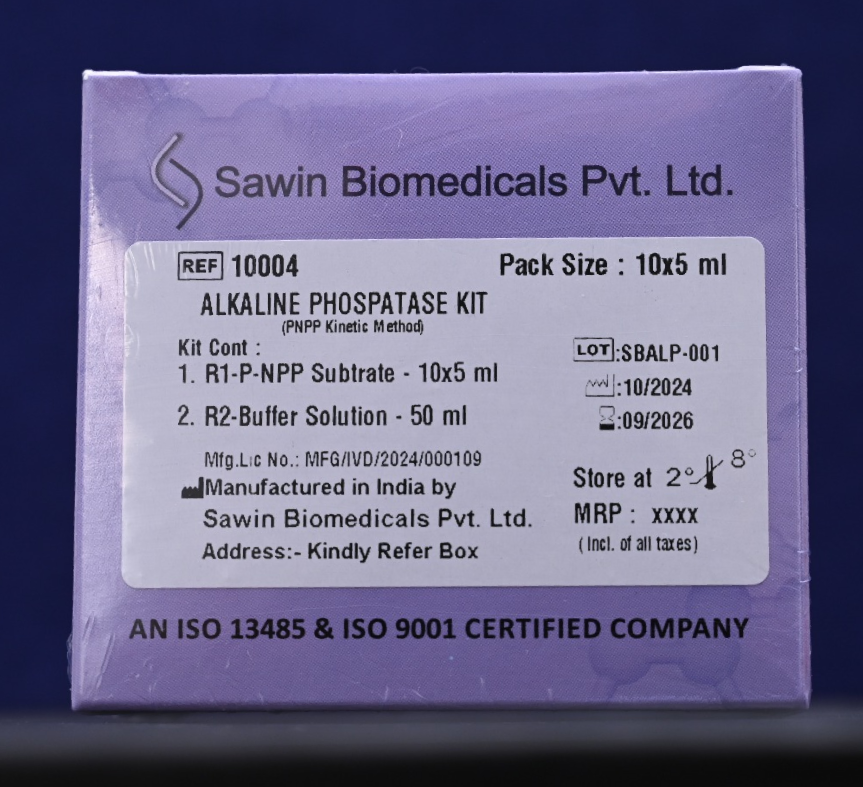 Sawin Biomedicals Pvt. Ltd.
REF 10004
Pack Size : 10x5 ml
ALKALINE PHOSPATASE KIT
(PNPP Kinetic Method)
Kit Cont :
1. R1-P-NPP Subtrate - 10x5 ml
2. R2-Buffer Solution - 50 ml
LOT:SBALP-001
:10/2024
:09/2026
Mfg.Lic No.: MFG/IVD/2024/000109
Manufactured in India by
Sawin Biomedicals Pvt. Ltd.
Address:- Kindly Refer Box
Store at 2° 8°
MRP : xxxx
(Incl. of all taxes)
AN ISO 13485 & ISO 9001 CERTIFIED COMPANY